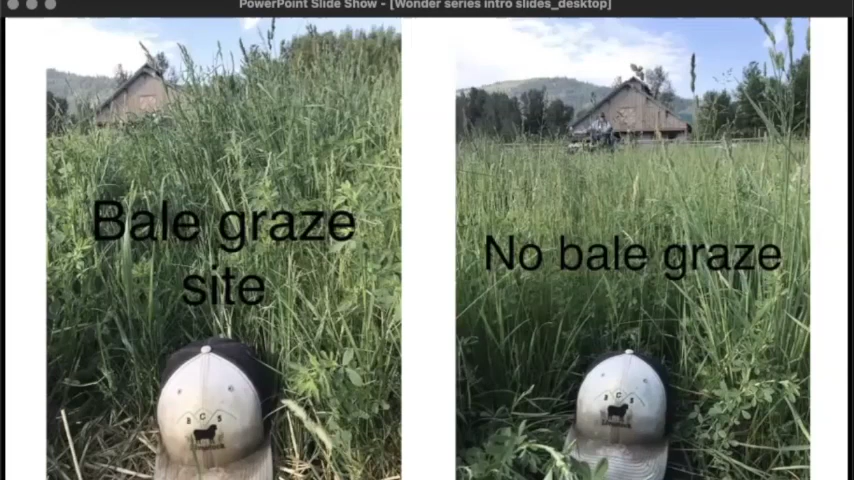 PowerPoint Slide Show - [Wonder series intro slides_desktop]
Bale graze
site
No bale graze
B C S
B C S